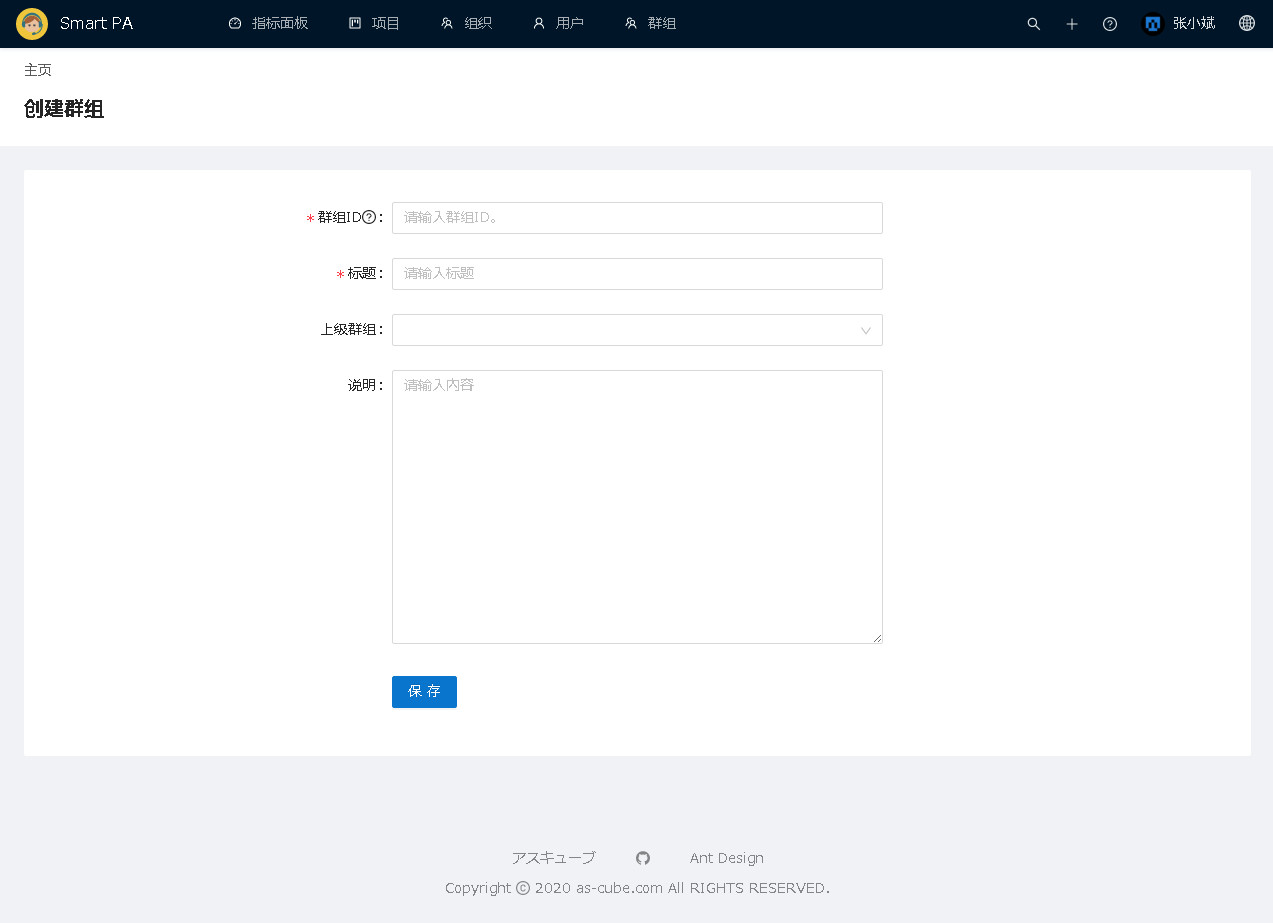 Smart PA 指标面板 项目 组织 用户 群组 张小斌
主页
创建群组
* 群组ID :
请输入群组ID。
* 标题 :
请输入标题
上级群组 :
说明 :
请输入内容
保 存
アスキューブ Ant Design
Copyright © 2020 as-cube.com All RIGHTS RESERVED.